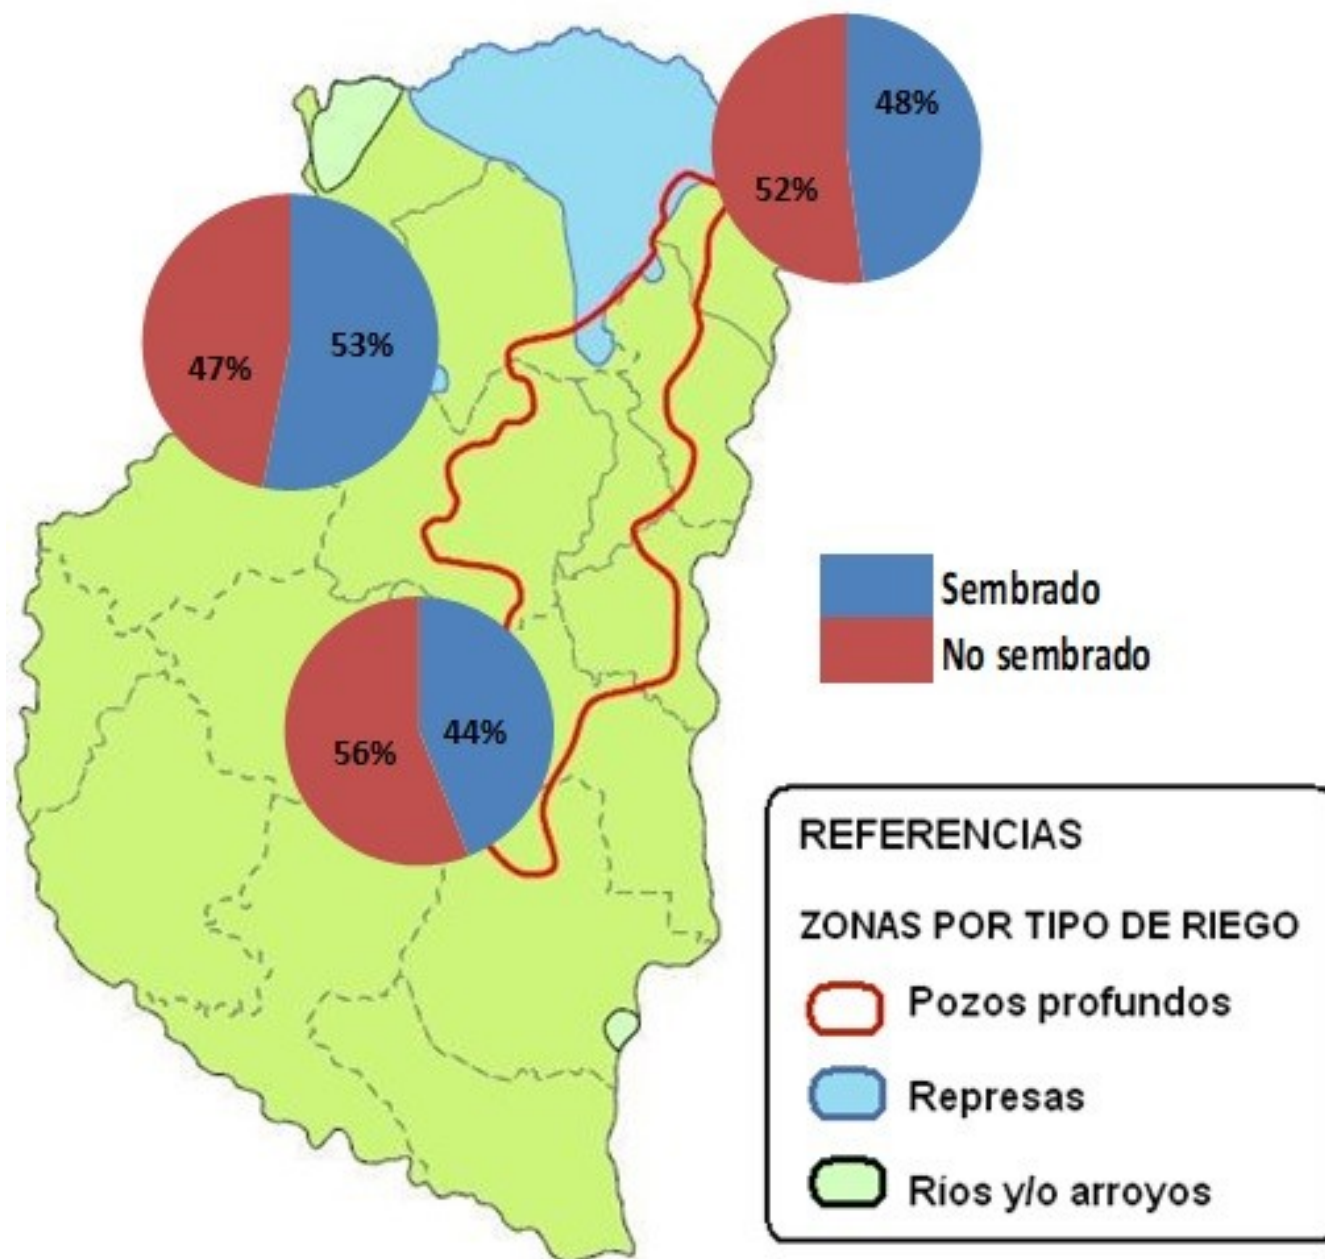 48%
52%
53%
47%
44%
56%
Sembrado
No sembrado
REFERENCIAS
ZONAS POR TIPO DE RIEGO
Pozos profundos
Represas
Ríos y/o arroyos